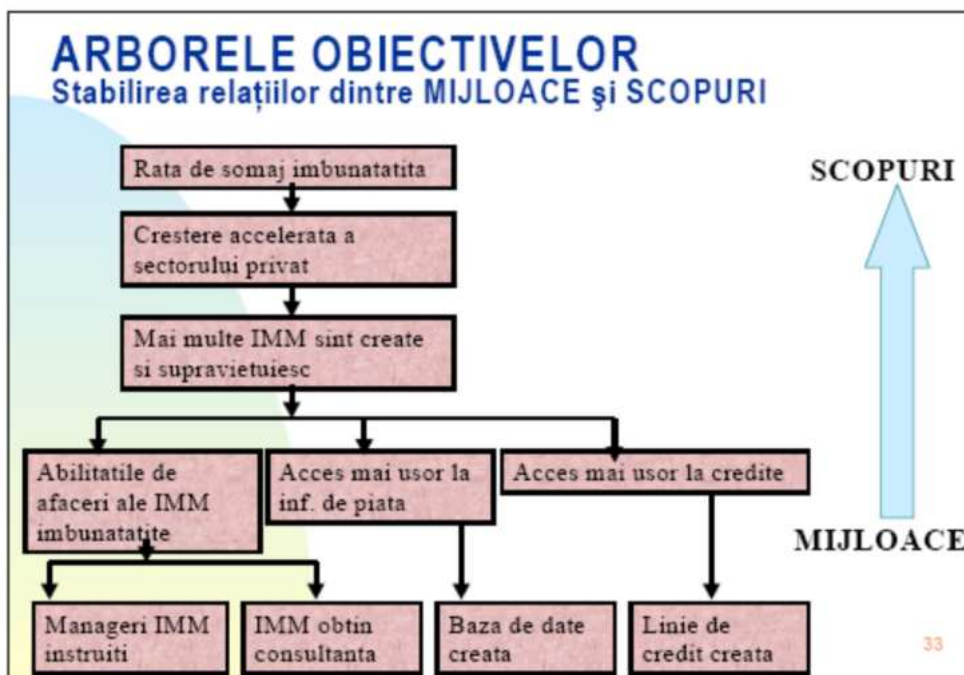 ARBORELE OBIECTIVELOR
Stabilirea relațiilor dintre MIJLOACE și SCOPURI
Rata de somaj imbunatatita
SCOPURI
Crestere accelerata a
sectorului privat
Mai multe IMM sint create
si supravietuiesc
Abilitatile de
afaceri ale IMM
imbunatatite
Acces mai usor la
inf. de piata
Acces mai usor la credite
MIJLOACE
Manageri IMM
instruiti
IMM obtin
consultanta
Baza de date
creata
Linie de
credit creata
33